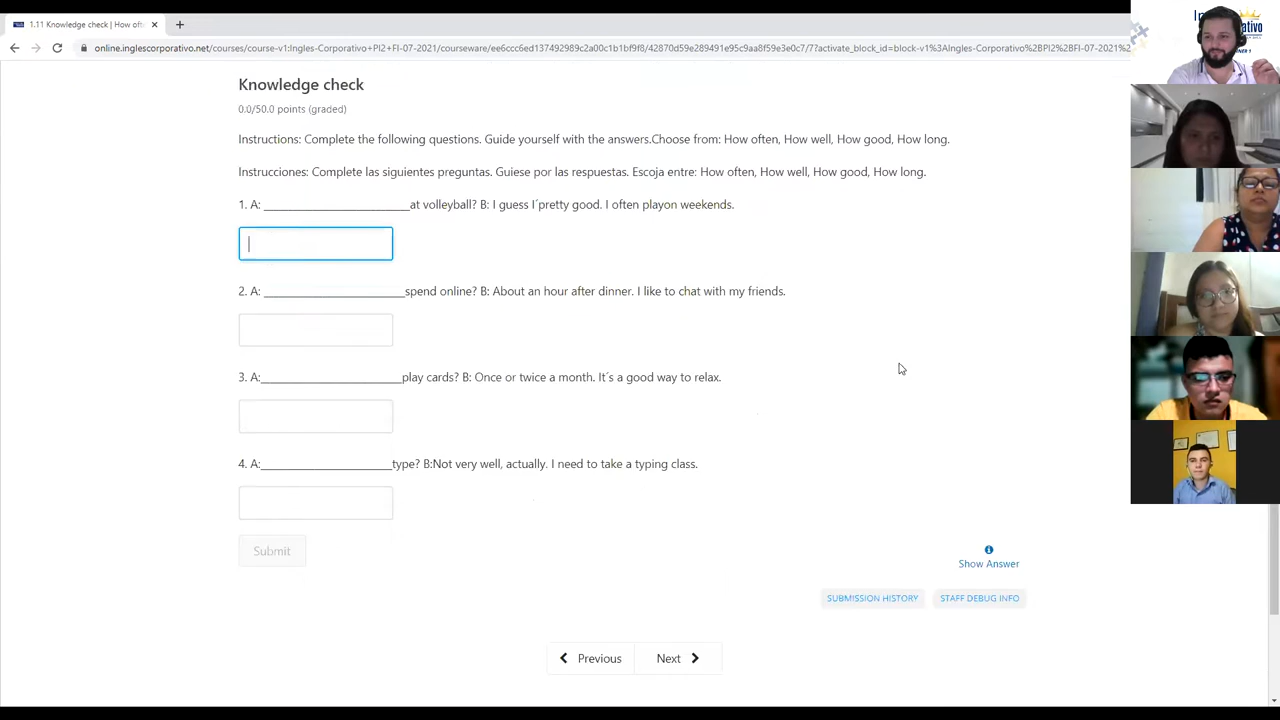 1.11 Knowledge check | How oft
online.inglescorporativo.net/courses/course-v1:Ingles-Corporativo+PI2+FI-07-2021/courseware/ee6ccc6ed137432989c2a00c1b1bf9f8/42870d59e289491e95c9aa8f59e3e0c7/7?activate_block_id=block-v1%3AIngles-Corporativo%2BPI2%2BFI-07-2021%
Knowledge check
0.0/50.0 points (graded)
Instructions: Complete the following questions. Guide yourself with the answers.Choose from: How often, How well, How good, How long.
Instrucciones: Complete las siguientes preguntas. Guiese por las respuestas. Escoja entre: How often, How well, How good, How long.
1. A: _______________________at volleyball? B: I guess I´pretty good. I often playon weekends.
2. A: ______________________spend online? B: About an hour after dinner. I like to chat with my friends.
3. A:______________________play cards? B: Once or twice a month. It´s a good way to relax.
4. A:_____________________type? B:Not very well, actually. I need to take a typing class.
Submit
Show Answer
SUBMISSION HISTORY
STAFF DEBUG INFO
Previous
Next